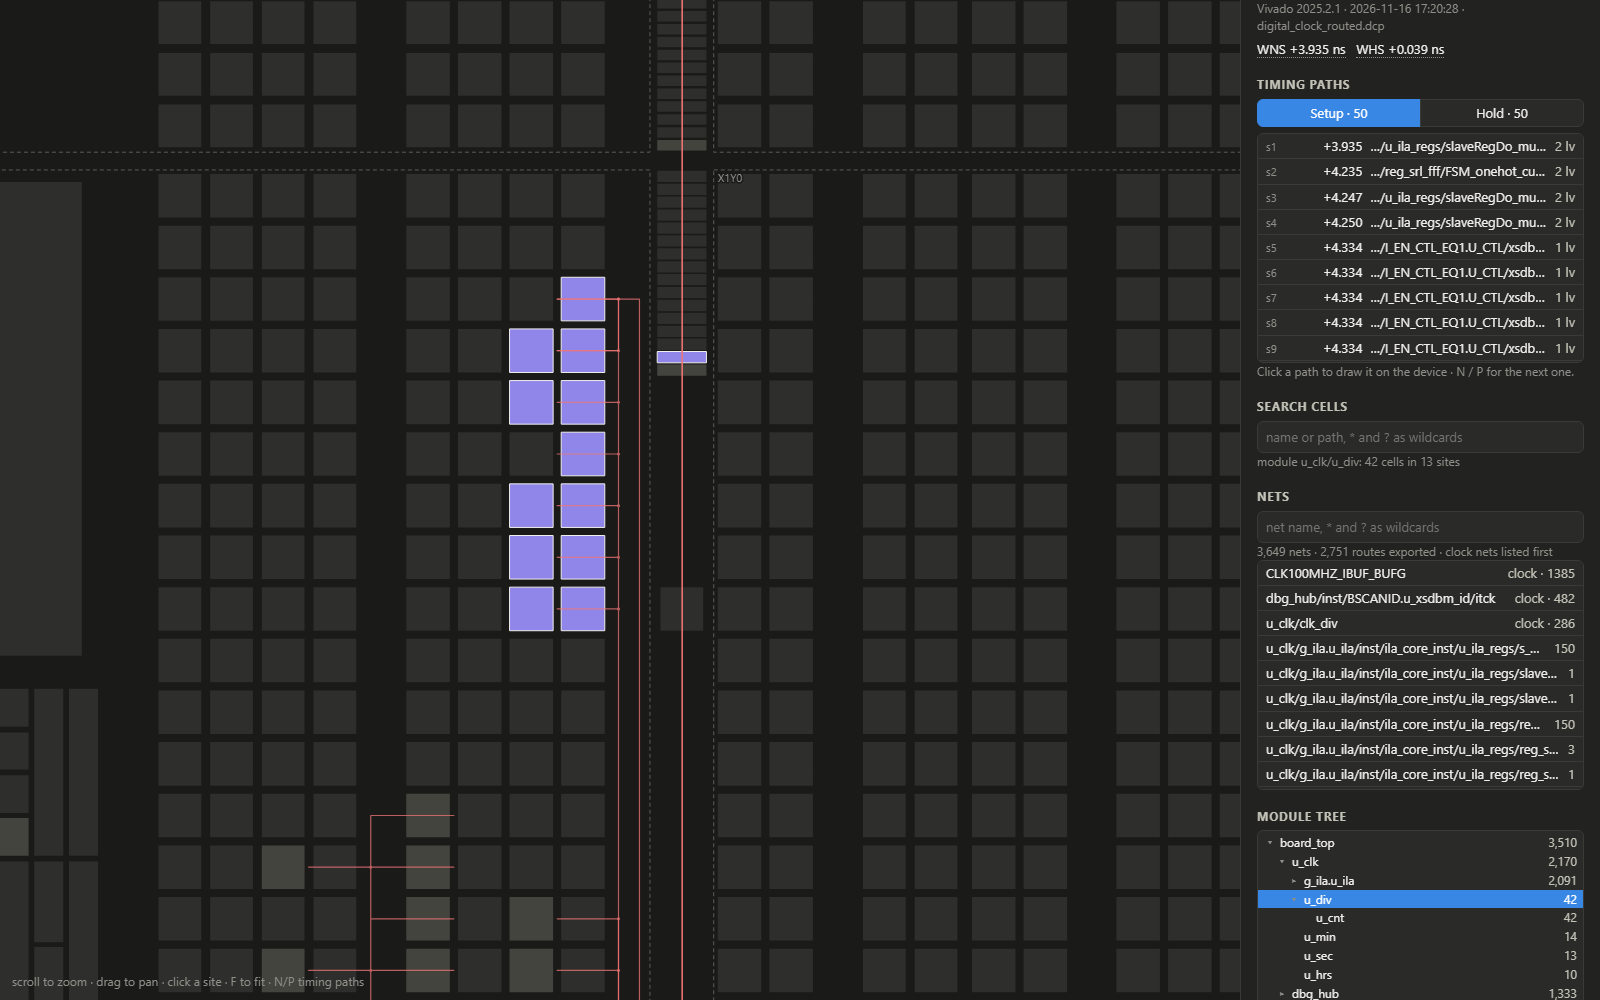 Vivado 2025.2.1 · 2026-11-16 17:20:28 ·
digital_clock_routed.dcp
WNS +3.935 ns WHS +0.039 ns
TIMING PATHS
Setup · 50 Hold · 50
s1 +3.935 .../u_ila_regs/slaveRegDo_mu... 2 lv
s2 +4.235 .../reg_srl_fff/FSM_onehot_cu... 2 lv
s3 +4.247 .../u_ila_regs/slaveRegDo_mu... 2 lv
s4 +4.250 .../u_ila_regs/slaveRegDo_mu... 2 lv
s5 +4.334 .../I_EN_CTL_EQ1.U_CTL/xsdb... 1 lv
s6 +4.334 .../I_EN_CTL_EQ1.U_CTL/xsdb... 1 lv
s7 +4.334 .../I_EN_CTL_EQ1.U_CTL/xsdb... 1 lv
s8 +4.334 .../I_EN_CTL_EQ1.U_CTL/xsdb... 1 lv
s9 +4.334 .../I_EN_CTL_EQ1.U_CTL/xsdb... 1 lv
Click a path to draw it on the device · N / P for the next one.
SEARCH CELLS
name or path, * and ? as wildcards
module u_clk/u_div: 42 cells in 13 sites
NETS
net name, * and ? as wildcards
3,649 nets · 2,751 routes exported · clock nets listed first
CLK100MHZ_IBUF_BUFG clock · 1385
dbg_hub/inst/BSCANID.u_xsdbm_id/itck clock · 482
u_clk/clk_div clock · 286
u_clk/g_ila.u_ila/inst/ila_core_inst/u_ila_regs/s_... 150
u_clk/g_ila.u_ila/inst/ila_core_inst/u_ila_regs/slave... 1
u_clk/g_ila.u_ila/inst/ila_core_inst/u_ila_regs/slave... 1
u_clk/g_ila.u_ila/inst/ila_core_inst/u_ila_regs/re... 150
u_clk/g_ila.u_ila/inst/ila_core_inst/u_ila_regs/reg_s... 3
u_clk/g_ila.u_ila/inst/ila_core_inst/u_ila_regs/reg_s... 1
MODULE TREE
board_top 3,510
u_clk 2,170
g_ila.u_ila 2,091
u_div 42
u_cnt 42
u_min 14
u_sec 13
u_hrs 10
dbg_hub 1,333
X1Y0
scroll to zoom · drag to pan · click a site · F to fit · N/P timing paths